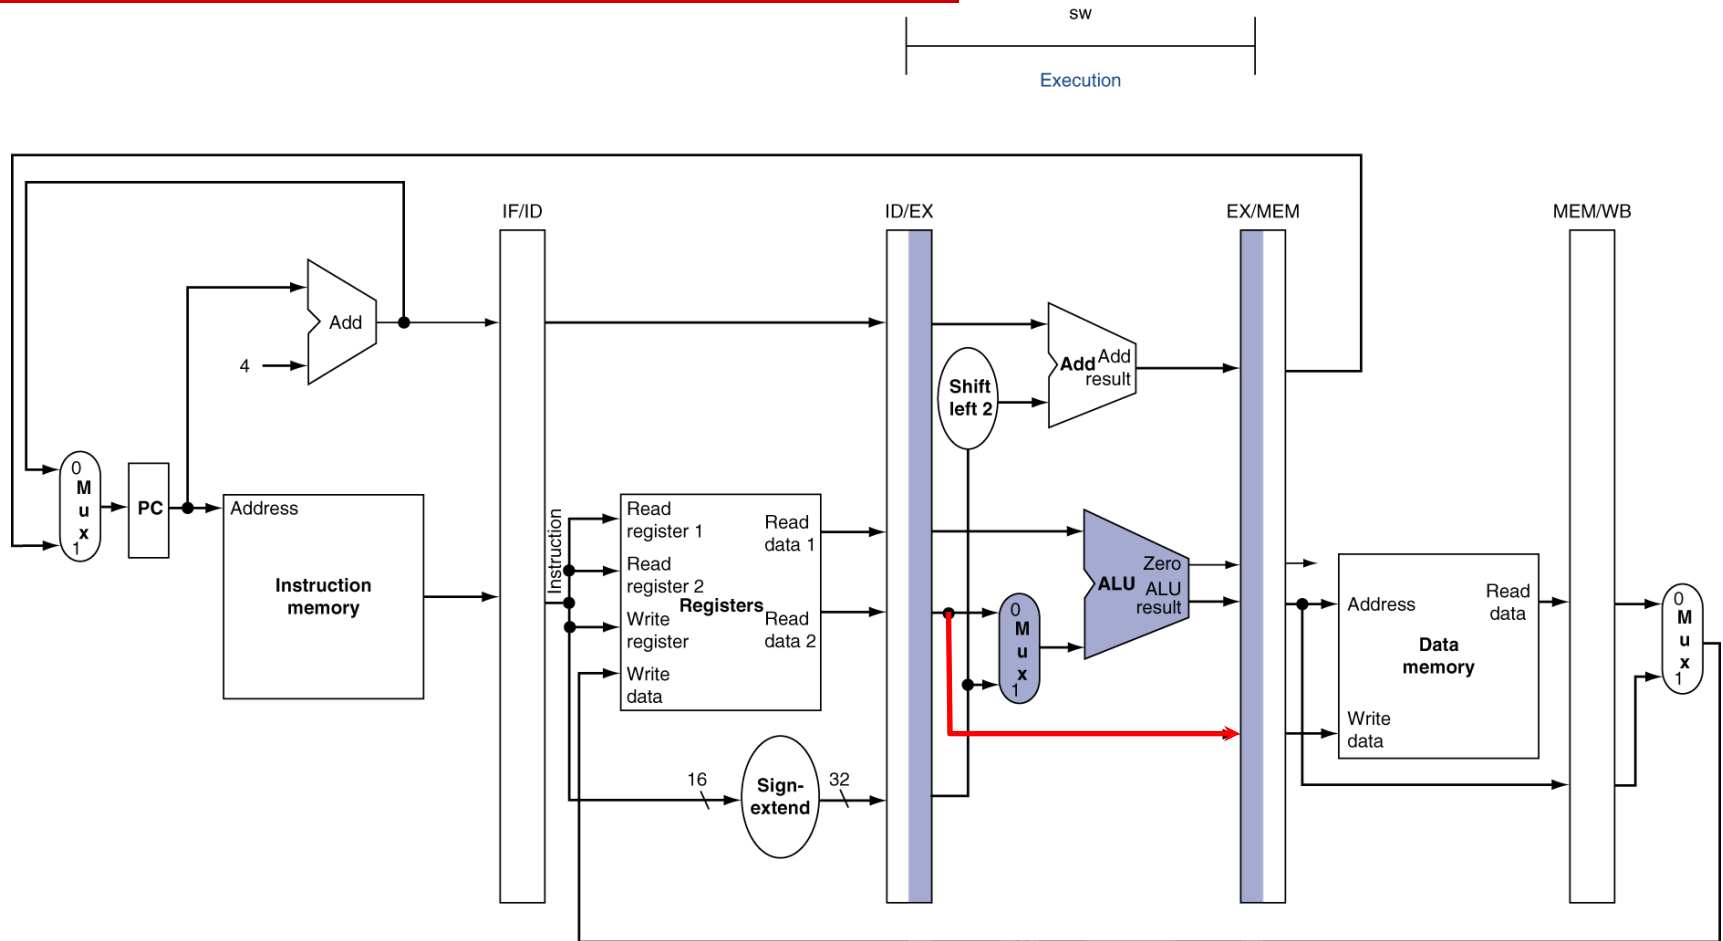 sw
Execution
IF/ID
ID/EX
EX/MEM
MEM/WB
Add
4
Add
Add
result
Shift
left 2
0
M
u
x
1
PC
Address
Instruction
memory
Instruction
Read
register 1
Read
register 2
Write
register
Write
data
Registers
Read
data 1
Read
data 2
16
Sign-
extend
32
0
M
u
x
1
ALU
Zero
ALU
result
Address
Read
data
Data
memory
Write
data
0
M
u
x
1